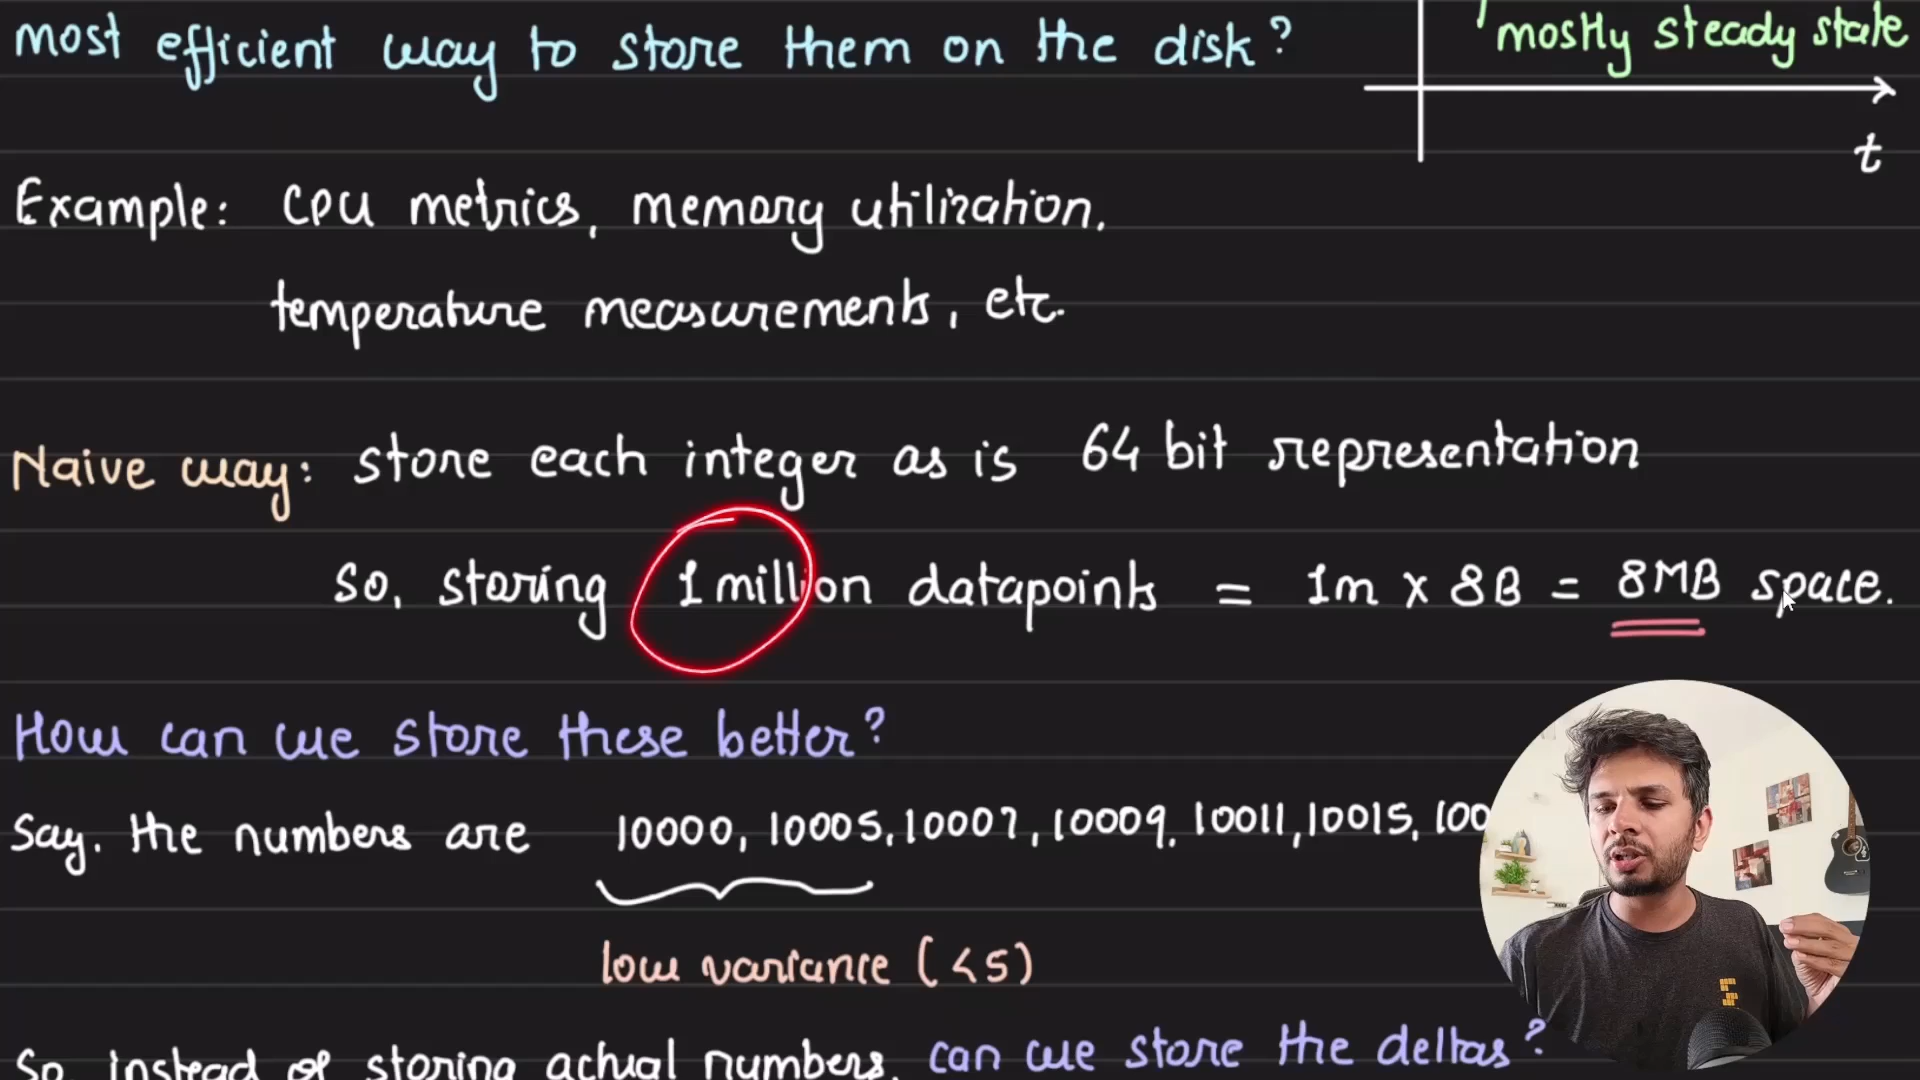 most efficient way to store them on the disk?
mostly steady state
t
Example: CPU metrics, memory utilization,
temperature measurements, etc.
Naive way: store each integer as is 64 bit representation
So, storing 1 million datapoints = 1m x 8B = 8MB space.
How can we store these better?
Say, the numbers are 10000, 10005, 10007, 10009, 10011, 10015, 100
low variance (<5)
So, instead of storing actual numbers, can we store the deltas?